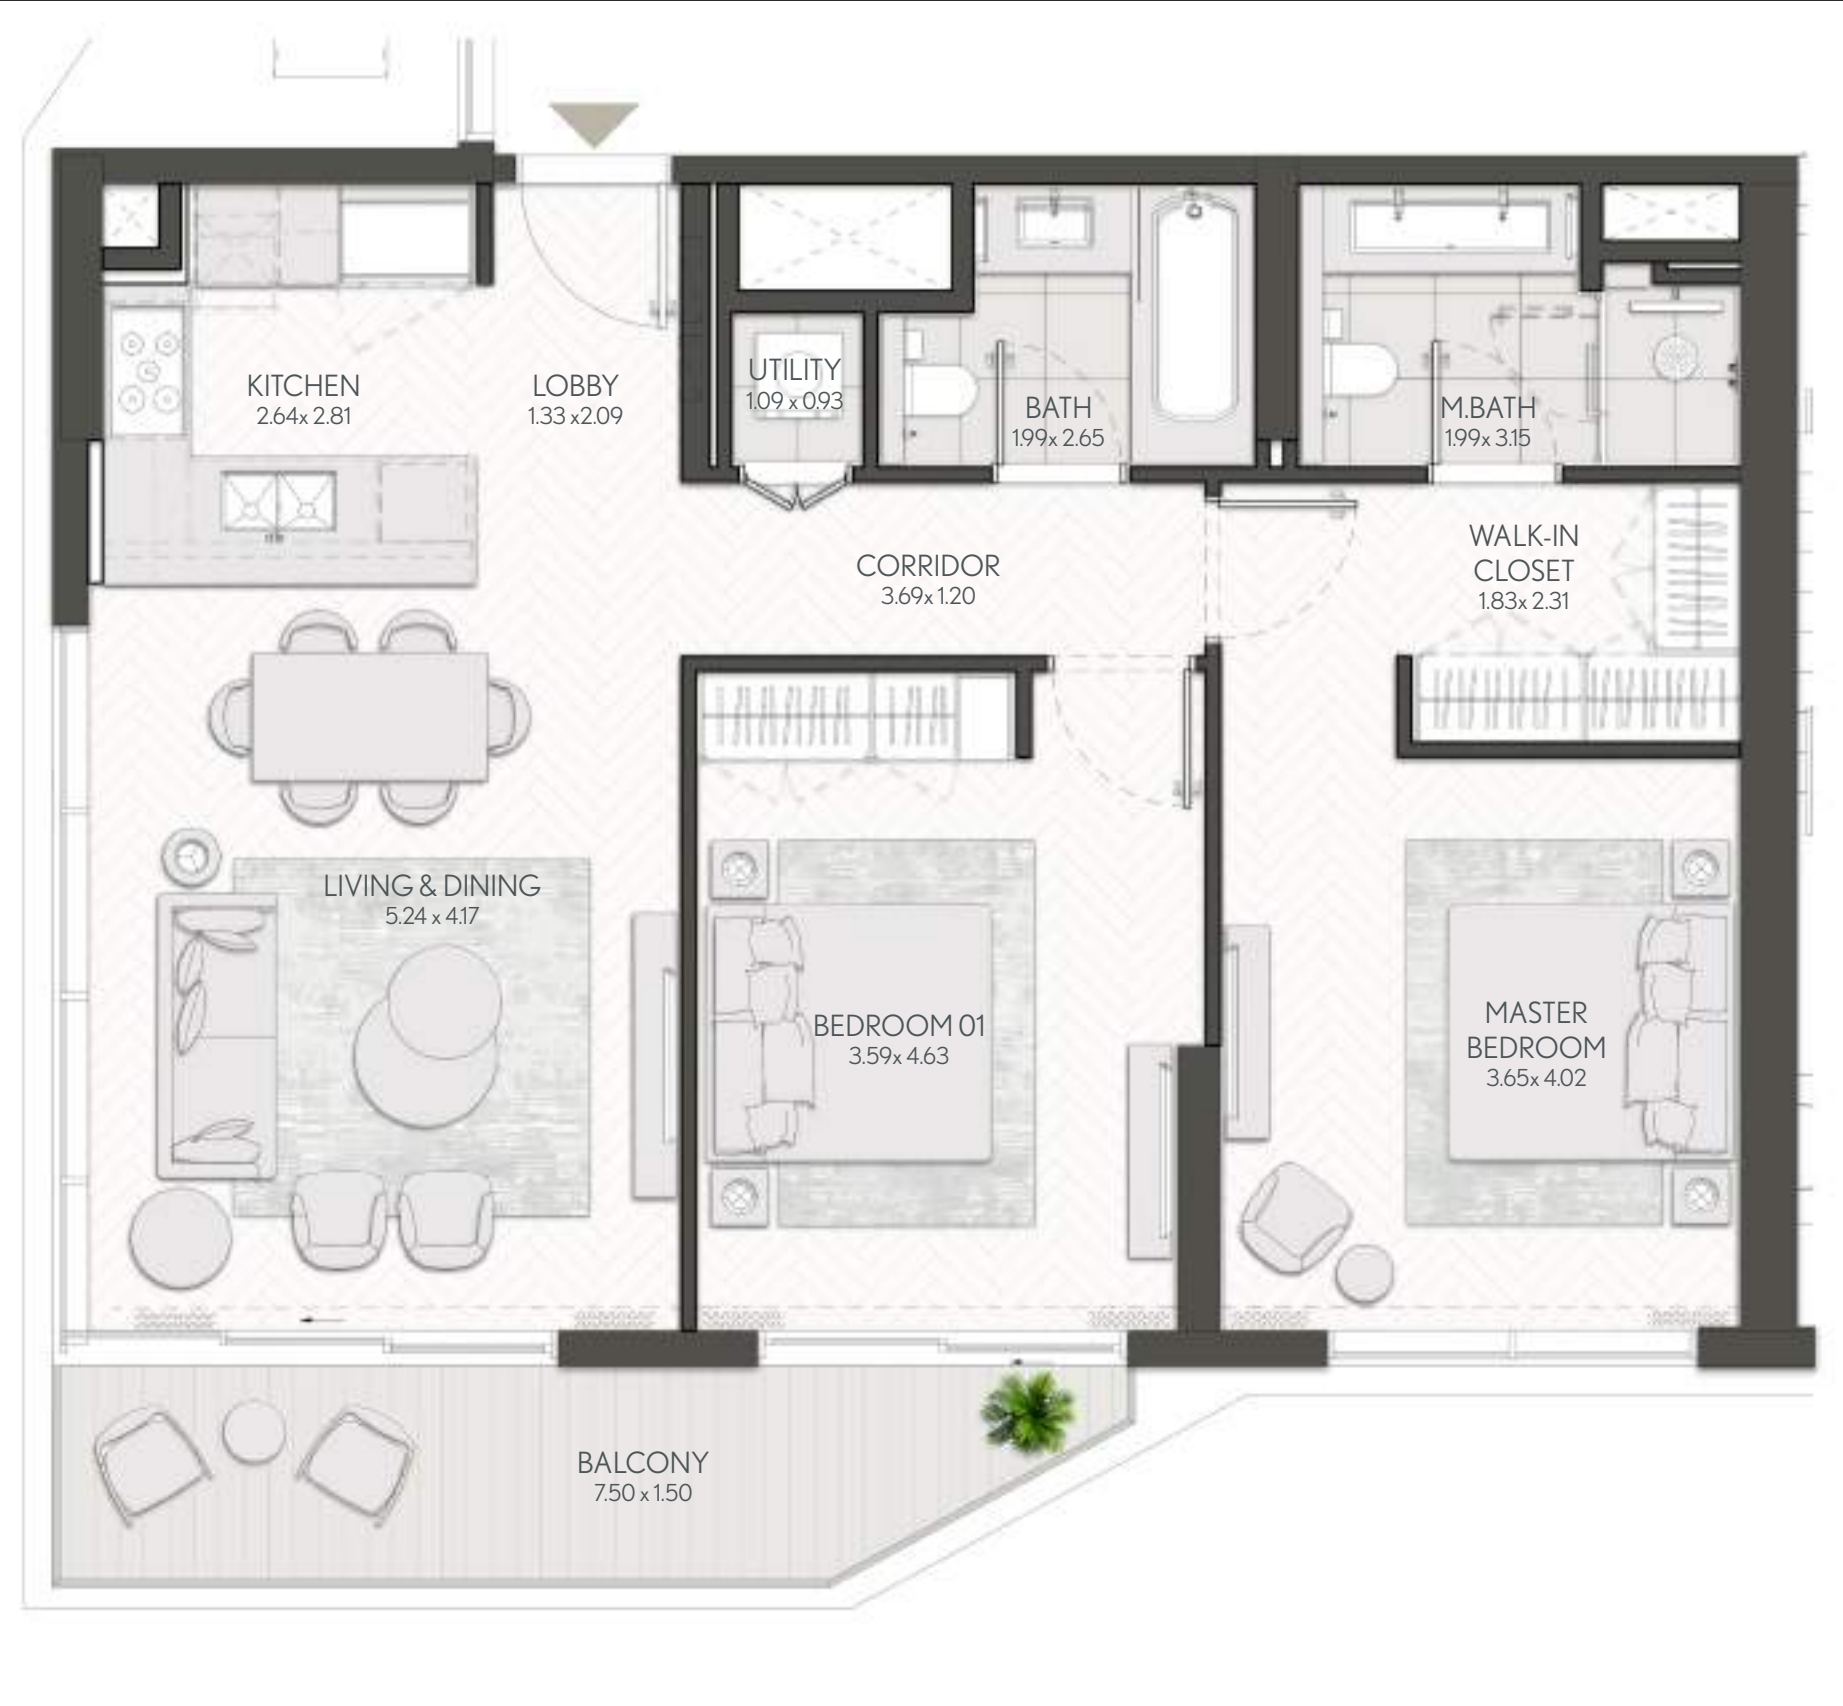 KITCHEN
2.64x 2.81
LOBBY
1.33 x2.09
UTILITY
1.09 x 0.93
BATH
1.99x 2.65
M.BATH
1.99x 3.15
CORRIDOR
3.69x 1.20
WALK-IN
CLOSET
1.83x 2.31
LIVING & DINING
5.24 x 4.17
BEDROOM 01
3.59x 4.63
MASTER
BEDROOM
3.65x 4.02
BALCONY
7.50 x 1.50